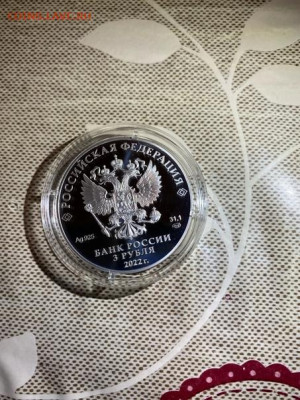 РОССИЙСКАЯ ФЕДЕРАЦИЯ
Ag 925
31,1
БАНК РОССИИ
3 РУБЛЯ
2022 г.